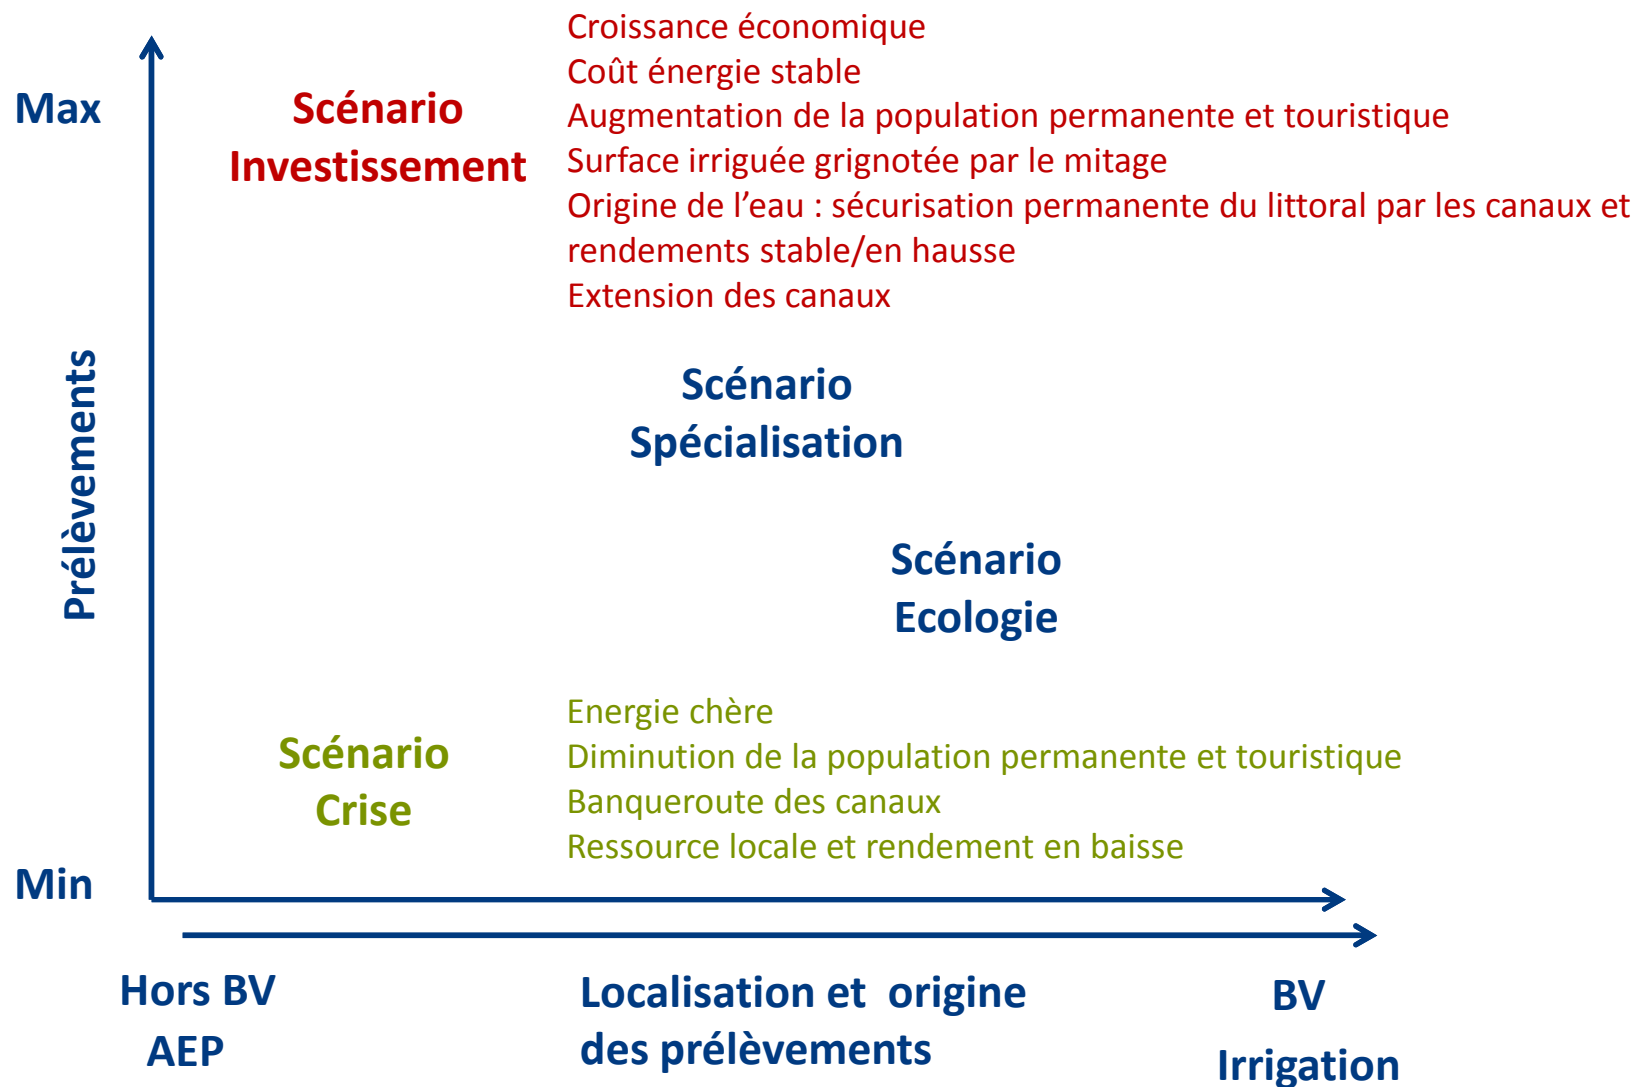 Croissance économique
Coût énergie stable
Max
Scénario
Investissement
Augmentation de la population permanente et touristique
Surface irriguée grignotée par le mitage
Origine de l’eau : sécurisation permanente du littoral par les canaux et
rendements stable/en hausse
Extension des canaux
Prélèvements
Scénario
Spécialisation
Scénario
Ecologie
Energie chère
Scénario
Crise
Diminution de la population permanente et touristique
Banqueroute des canaux
Ressource locale et rendement en baisse
Min
Hors BV
AEP
Localisation et origine
des prélèvements
BV
Irrigation